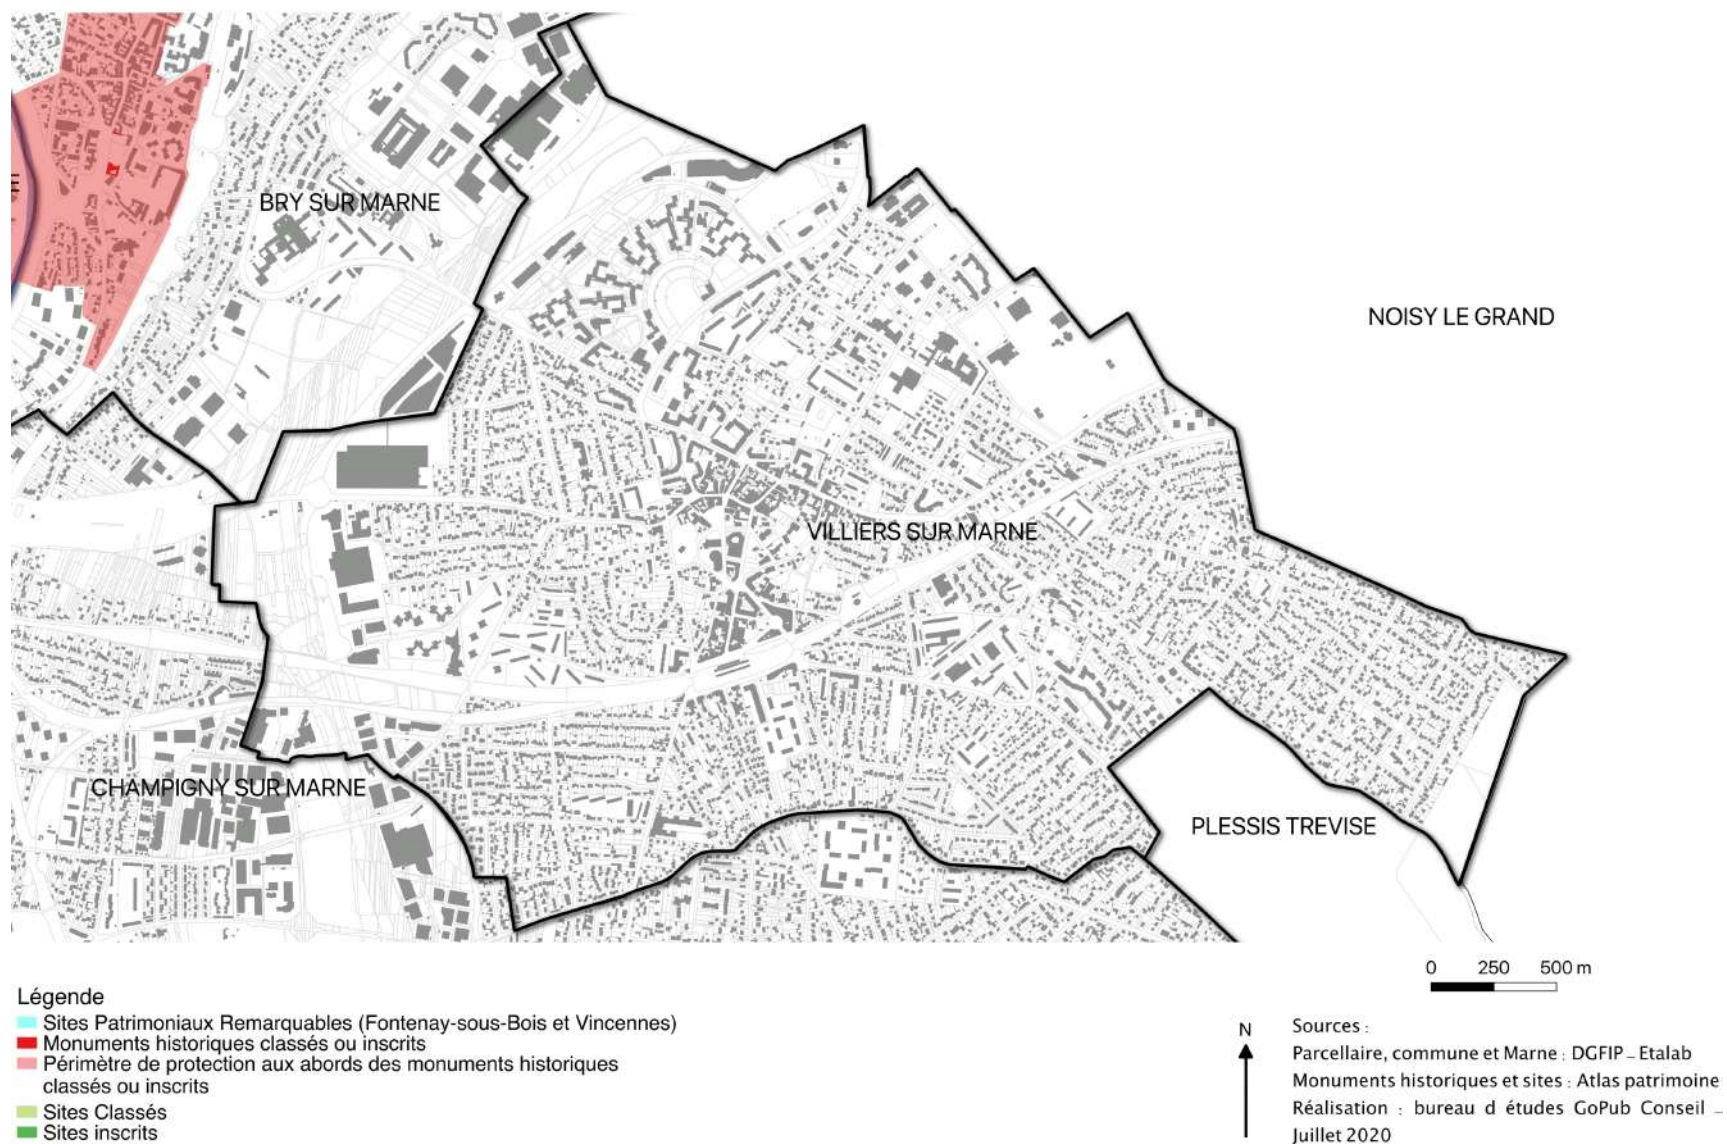 BRY SUR MARNE
NOISY LE GRAND
VILLIERS SUR MARNE
CHAMPIGNY SUR MARNE
PLESSIS TREVISE
0 250 500 m
Légende
Sites Patrimoniaux Remarquables (Fontenay-sous-Bois et Vincennes)
Monuments historiques classés ou inscrits
Périmètre de protection aux abords des monuments historiques
classés ou inscrits
Sites Classés
Sites inscrits
N
Sources :
Parcellaire, commune et Marne : DGFIP – Etalab
Monuments historiques et sites : Atlas patrimoine
Réalisation : bureau d études GoPub Conseil –
Juillet 2020